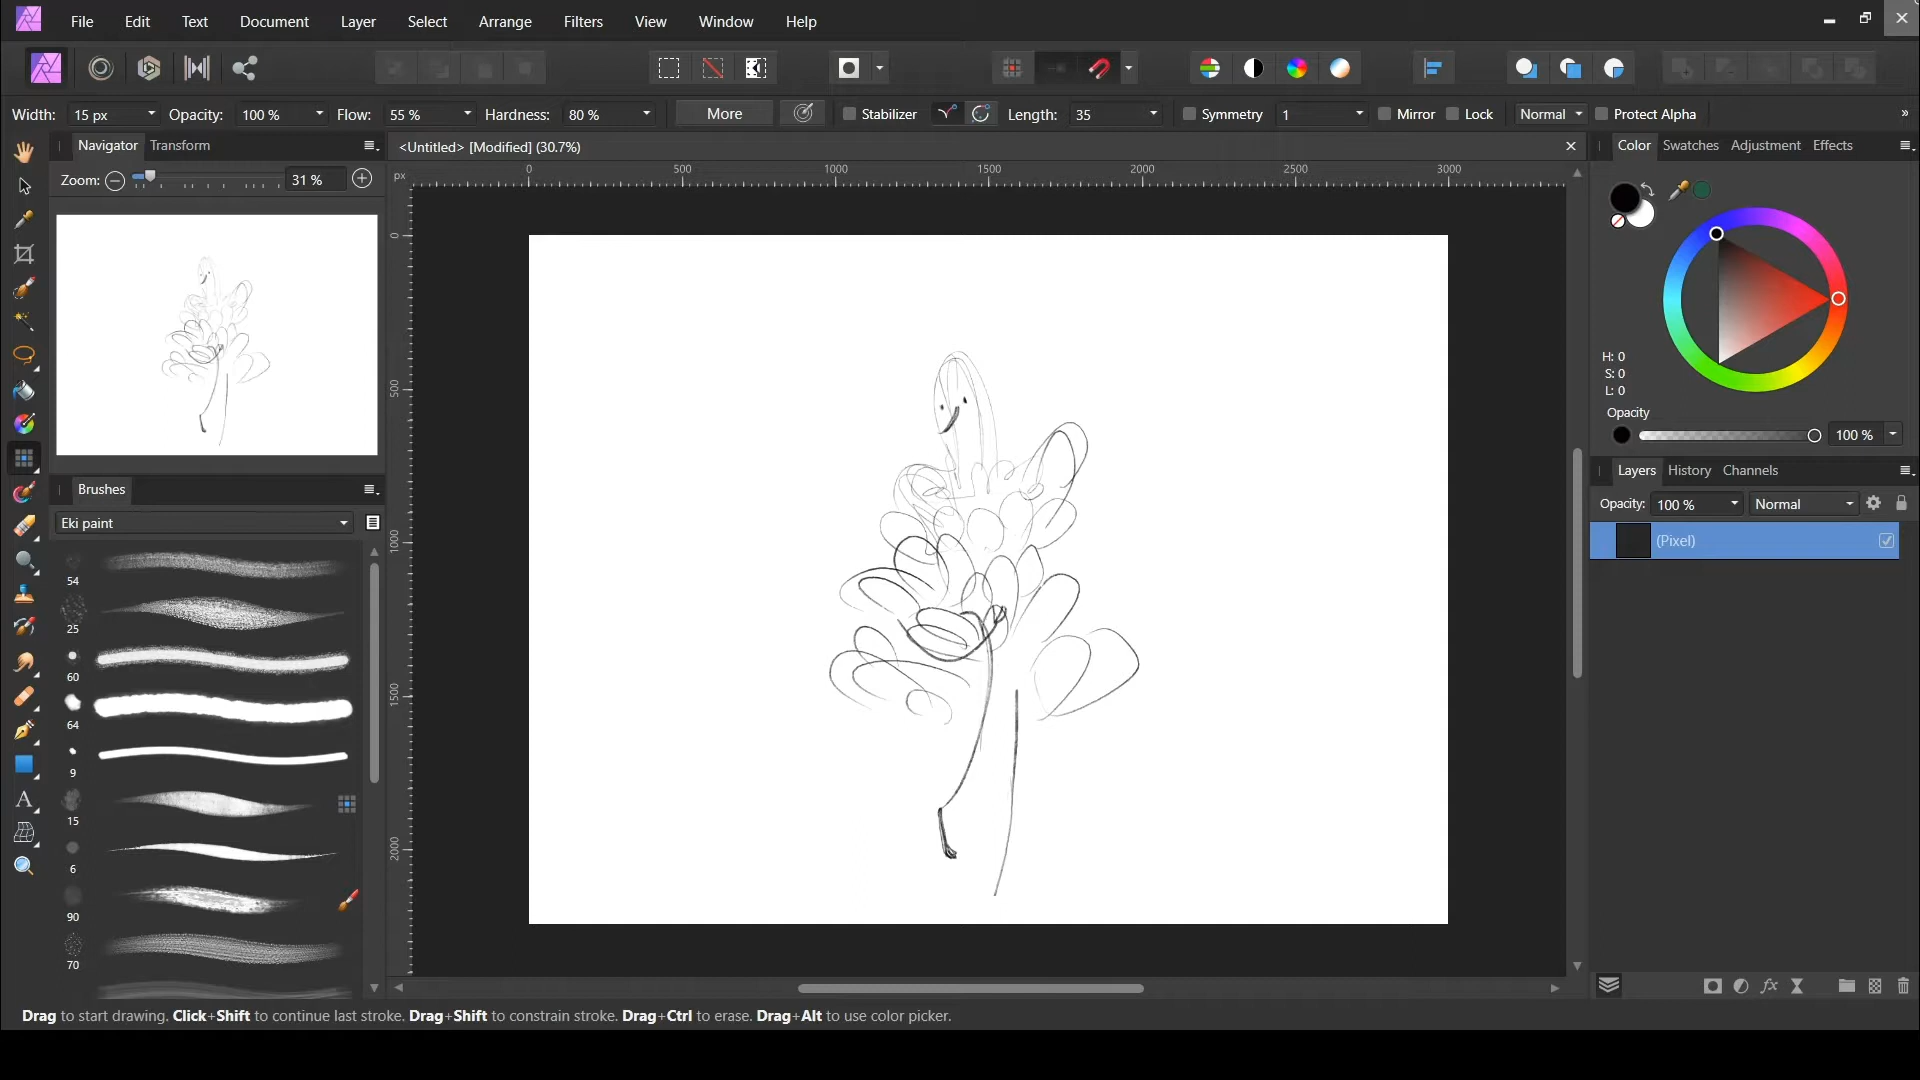 File Edit Text Document Layer Select Arrange Filters View Window Help
Width: 15 px Opacity: 100 % Flow: 55 % Hardness: 80 % More Stabilizer Length: 35 Symmetry 1 Mirror Lock Normal Protect Alpha »
Navigator Transform
<Untitled> [Modified] (30.7%)
Color Swatches Adjustment Effects
Zoom: 31 %
px 0 500 1000 1500 2000 2500 3000
0
500
1000
1500
2000
H: 0
S: 0
L: 0
Opacity
100 %
Layers History Channels
Opacity: 100 % Normal
(Pixel)
Brushes
Eki paint
54
25
60
64
9
15
6
90
70
Drag to start drawing. Click+Shift to continue last stroke. Drag+Shift to constrain stroke. Drag+Ctrl to erase. Drag+Alt to use color picker.